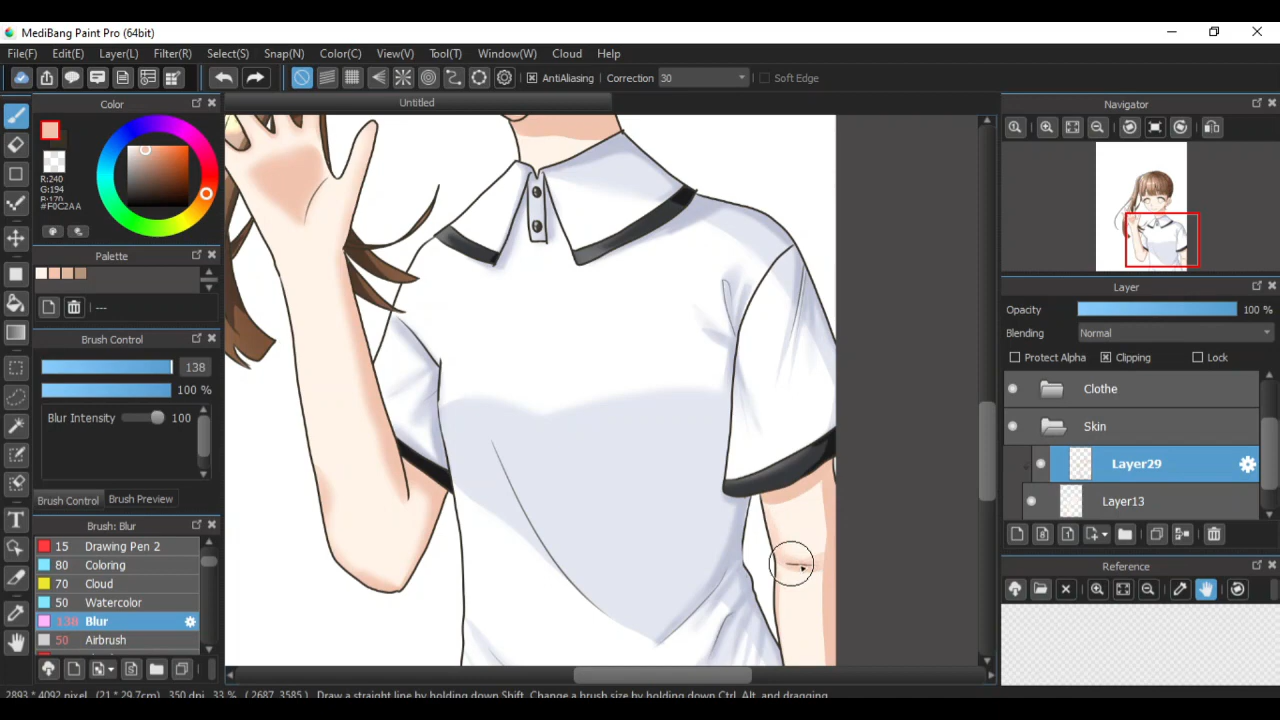 MediBang Paint Pro (64bit)
File(F) Edit(E) Layer(L) Filter(R) Select(S) Snap(N) Color(C) View(V) Tool(T) Window(W) Cloud Help
AntiAliasing Correction 30 Soft Edge
Color
R:240
G:194
B:170
#F0C2AA
Palette
---
Brush Control
138
100 %
Blur Intensity 100
Brush Control Brush Preview
Brush: Blur
15 Drawing Pen 2
80 Coloring
70 Cloud
50 Watercolor
138 Blur
50 Airbrush
Untitled
Navigator
Layer
Opacity 100 %
Blending Normal
Protect Alpha Clipping Lock
Clothe
Skin
Layer29
Layer13
Reference
2893 * 4092 pixel (21 * 29.7cm) 350 dpi 33 % ( 2687, 3585 ) Draw a straight line by holding down Shift, Change a brush size by holding down Ctrl, Alt, and dragging